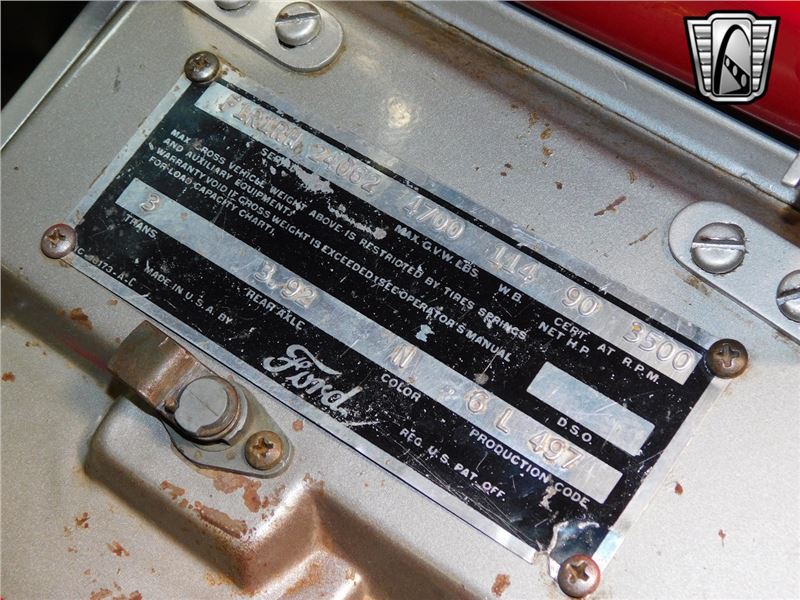 24062 4700 114 90 3500
MAX. G.V.W. LBS. W.B. CERT. NET H.P. AT R.P.M.
MAX. GROSS VEHICLE WEIGHT ABOVE IS RESTRICTED BY TIRES SPRINGS
AND AUXILIARY EQUIPMENT.
WARRANTY VOID IF GROSS WEIGHT IS EXCEEDED (SEE OPERATOR'S MANUAL
FOR LOAD CAPACITY CHART).
3 3.92 N 6 L 497
TRANS. REAR AXLE COLOR PRODUCTION CODE
D.S.O.
MADE IN U.S.A. BY
Ford
REG. U.S. PAT. OFF.